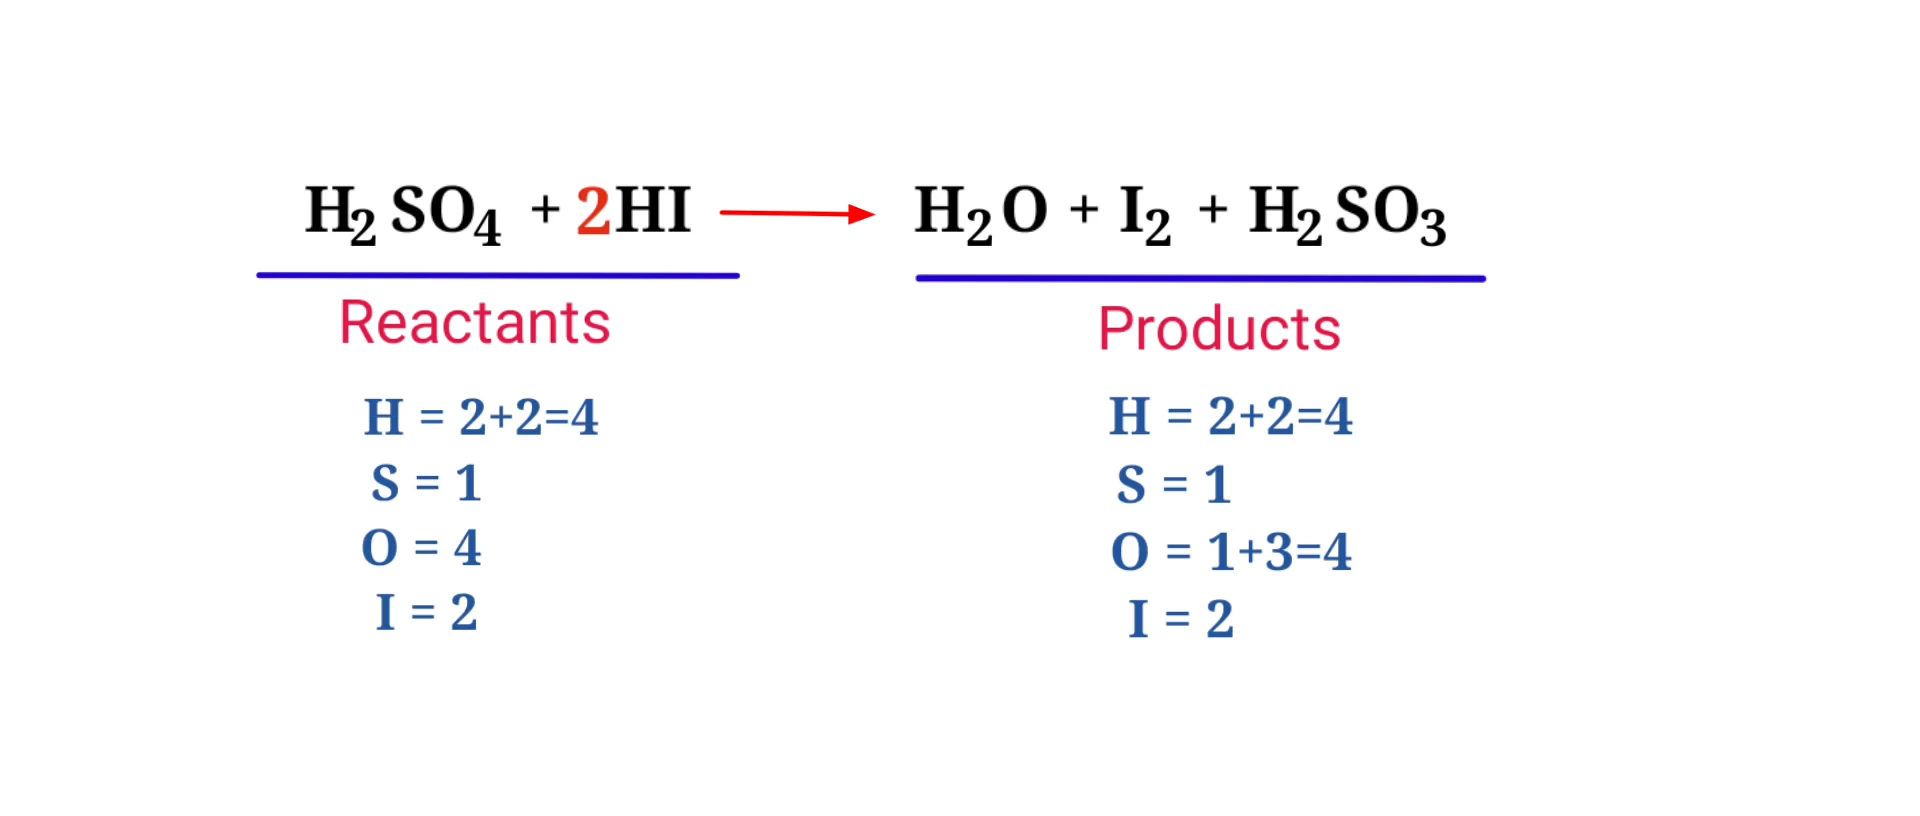 H₂SO₄ + 2HI → H₂O + I₂ + H₂SO₃
Reactants
Products
H = 2+2=4
S = 1
O = 4
I = 2
H = 2+2=4
S = 1
O = 1+3=4
I = 2